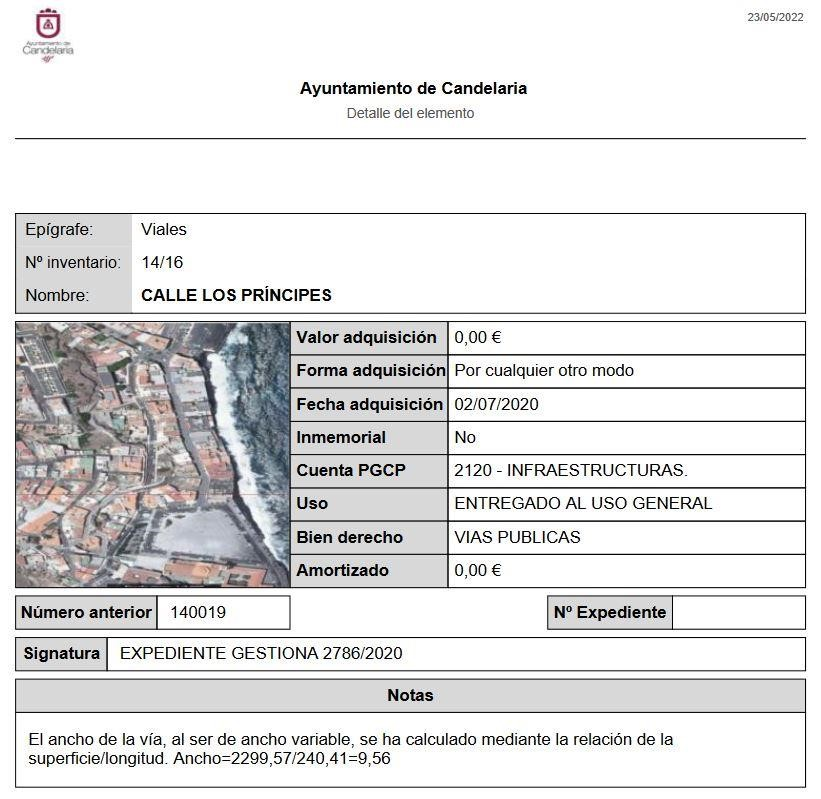 Ayuntamiento de
Candelaria
23/05/2022
Ayuntamiento de Candelaria
Detalle del elemento
Epígrafe: Viales
Nº inventario: 14/16
Nombre: CALLE LOS PRÍNCIPES
Valor adquisición 0,00 €
Forma adquisición Por cualquier otro modo
Fecha adquisición 02/07/2020
Inmemorial No
Cuenta PGCP 2120 - INFRAESTRUCTURAS.
Uso ENTREGADO AL USO GENERAL
Bien derecho VIAS PUBLICAS
Amortizado 0,00 €
Número anterior 140019 Nº Expediente
Signatura EXPEDIENTE GESTIONA 2786/2020
Notas
El ancho de la vía, al ser de ancho variable, se ha calculado mediante la relación de la
superficie/longitud. Ancho=2299,57/240,41=9,56